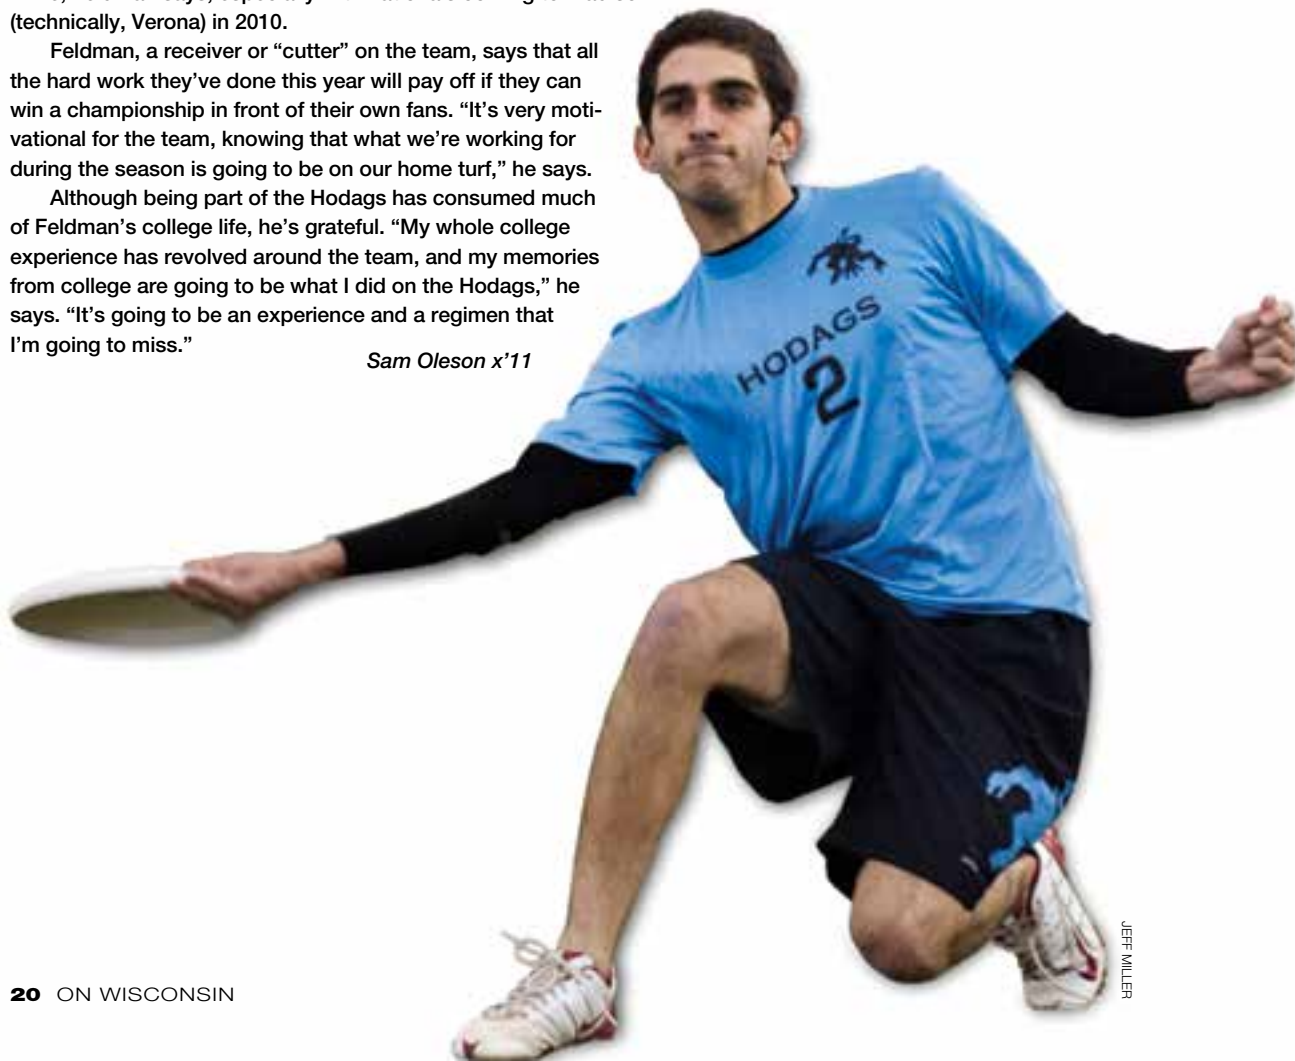 (technically, Verona) in 2010.
Feldman, a receiver or “cutter” on the team, says that all
the hard work they’ve done this year will pay off if they can
win a championship in front of their own fans. “It’s very moti-
vational for the team, knowing that what we’re working for
during the season is going to be on our home turf,” he says.
Although being part of the Hodags has consumed much
of Feldman’s college life, he’s grateful. “My whole college
experience has revolved around the team, and my memories
from college are going to be what I did on the Hodags,” he
says. “It’s going to be an experience and a regimen that
I’m going to miss.”
Sam Oleson x’11
HODAGS
2
JEFF MILLER
20 ON WISCONSIN